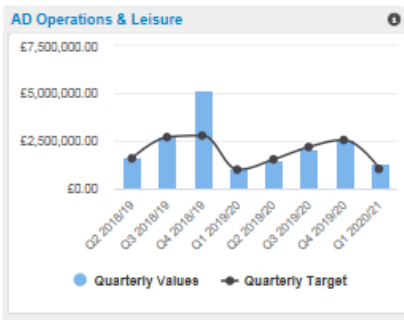 AD Operations & Leisure
£7,500,000.00
£5,000,000.00
£2,500,000.00
£0.00
Q2 2018/19
Q3 2018/19
Q4 2018/19
Q1 2019/20
Q2 2019/20
Q3 2019/20
Q4 2019/20
Q1 2020/21
Quarterly Values Quarterly Target